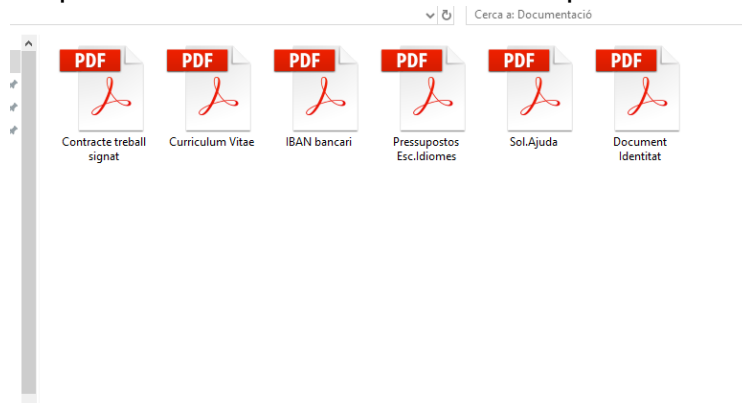 Cerca a: Documentació
PDF
PDF
PDF
PDF
PDF
PDF
Contracte treball
signat
Curriculum Vitae
IBAN bancari
Pressupostos
Esc.Idiomes
Sol.Ajuda
Document
Identitat